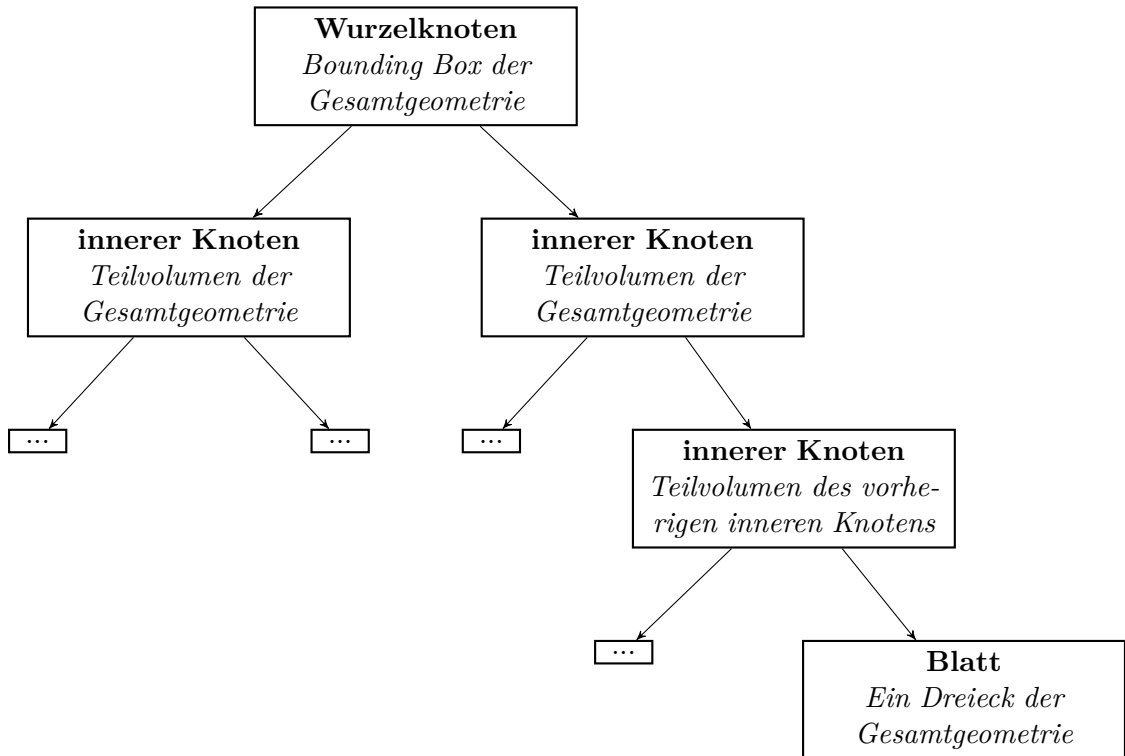 Wurzelknoten
Bounding Box der
Gesamtgeometrie
innerer Knoten
Teilvolumen der
Gesamtgeometrie
innerer Knoten
Teilvolumen der
Gesamtgeometrie
...
...
...
innerer Knoten
Teilvolumen des vorhe-
rigen inneren Knotens
...
Blatt
Ein Dreieck der
Gesamtgeometrie